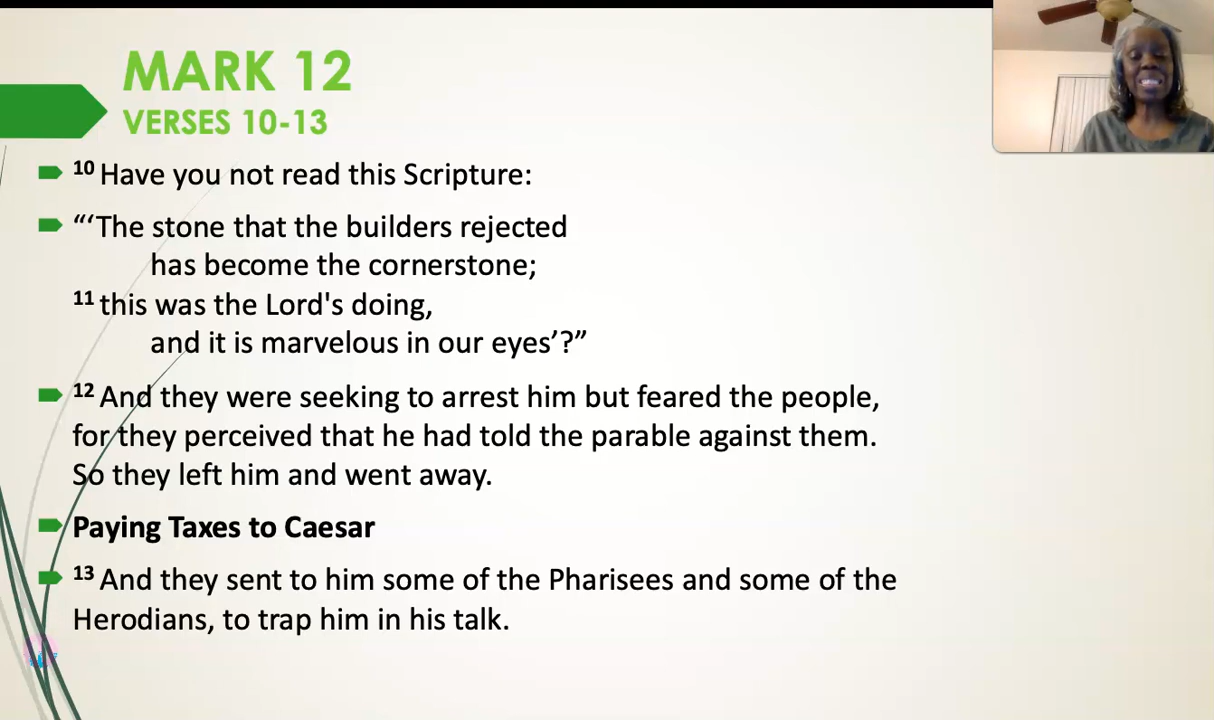 MARK 12
VERSES 10-13
10 Have you not read this Scripture:
“‘The stone that the builders rejected
has become the cornerstone;
11 this was the Lord's doing,
and it is marvelous in our eyes’?”
12 And they were seeking to arrest him but feared the people,
for they perceived that he had told the parable against them.
So they left him and went away.
Paying Taxes to Caesar
13 And they sent to him some of the Pharisees and some of the
Herodians, to trap him in his talk.